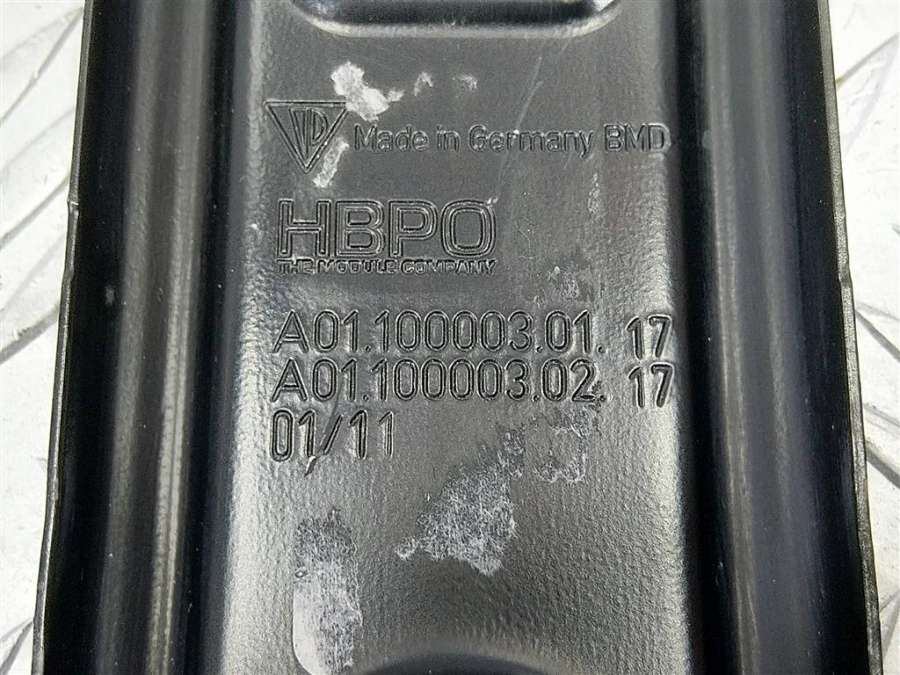 Made in Germany BMD
HBPO
THE MODULE COMPANY
A01.100003.01. 17
A01.100003.02. 17
01/11